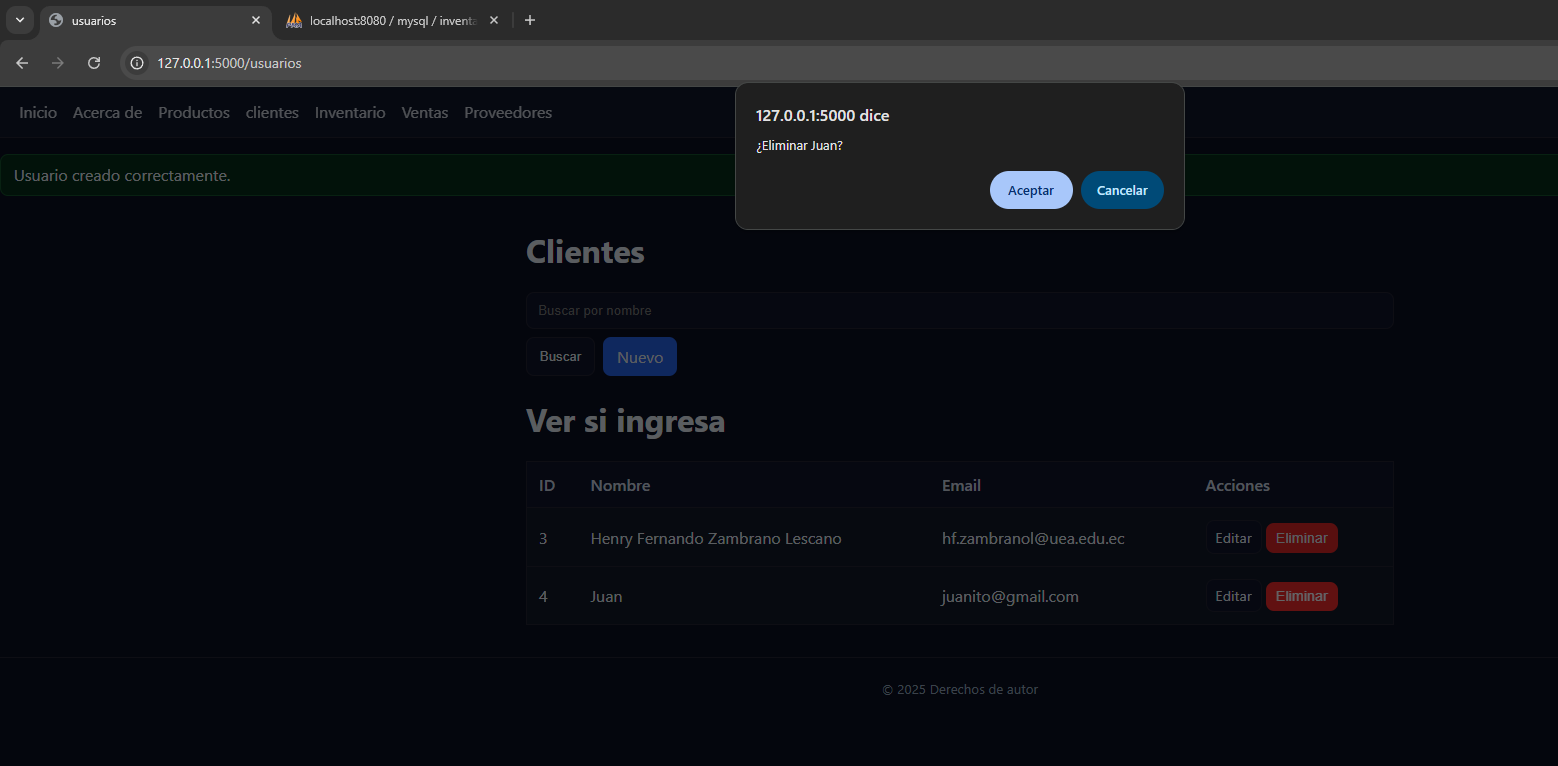 usuarios
localhost:8080 / mysql / inventa
127.0.0.1:5000/usuarios
Inicio Acerca de Productos clientes Inventario Ventas Proveedores
127.0.0.1:5000 dice
¿Eliminar Juan?
Aceptar Cancelar
Usuario creado correctamente.
Clientes
Buscar por nombre
Buscar Nuevo
Ver si ingresa
ID Nombre Email Acciones
3 Henry Fernando Zambrano Lescano hf.zambranol@uea.edu.ec Editar Eliminar
4 Juan juanito@gmail.com Editar Eliminar
© 2025 Derechos de autor